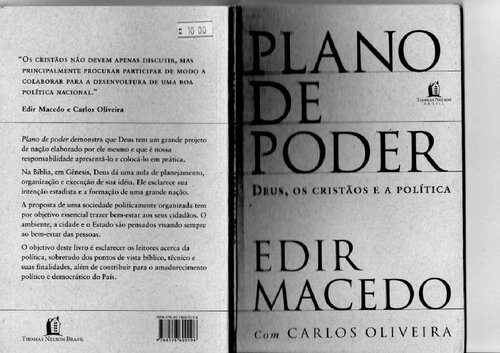 10.00
"Os cristãos não devem apenas discutir, mas
principalmente procurar participar de modo a
colaborar para a desenvoltura de uma boa
política nacional."
Edir Macedo e Carlos Oliveira
Plano de poder demonstra que Deus tem um grande projeto
de nação elaborado por ele mesmo e que é nossa
responsabilidade apresentá-lo e colocá-lo em prática.
Na Bíblia, em Gênesis, Deus dá uma aula de planejamento,
organização e execução de sua idéia. Ele esclarece sua
intenção estadista e a formação de uma grande nação.
A proposta de uma sociedade politicamente organizada tem
por objetivo essencial trazer bem-estar aos seus cidadãos. O
ambiente, a cidade e o Estado são pensados visando sempre
ao bem-estar das pessoas.
O objetivo deste livro é esclarecer os leitores acerca da
política, sobretudo dos pontos de vista bíblico, técnico e
suas finalidades, além de contribuir para o amadurecimento
político e democrático do País.
Thomas Nelson Brasil
PLANO
DE
PODER
Thomas Nelson
Brasil
Deus, os cristãos e a política
EDIR
MACEDO
Com CARLOS OLIVEIRA